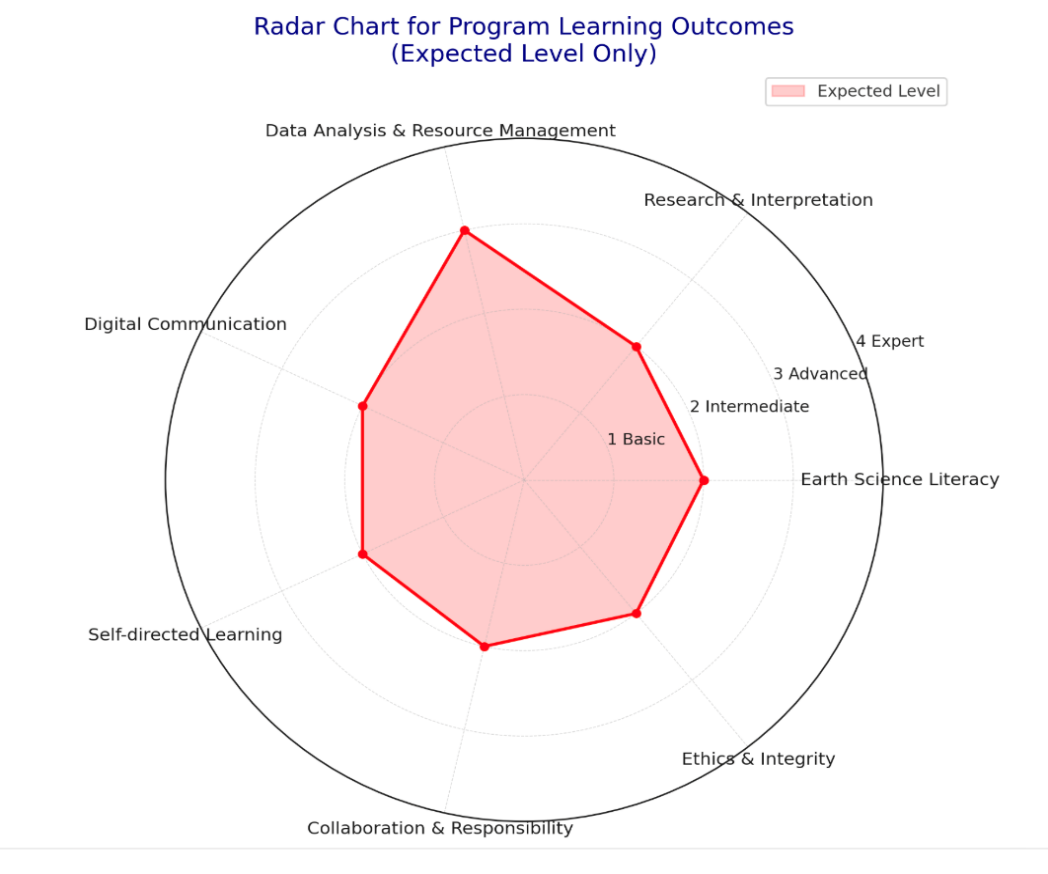 Radar Chart for Program Learning Outcomes
(Expected Level Only)
Expected Level
Data Analysis & Resource Management
Research & Interpretation
Digital Communication
4 Expert
3 Advanced
2 Intermediate
1 Basic
Earth Science Literacy
Self-directed Learning
Ethics & Integrity
Collaboration & Responsibility